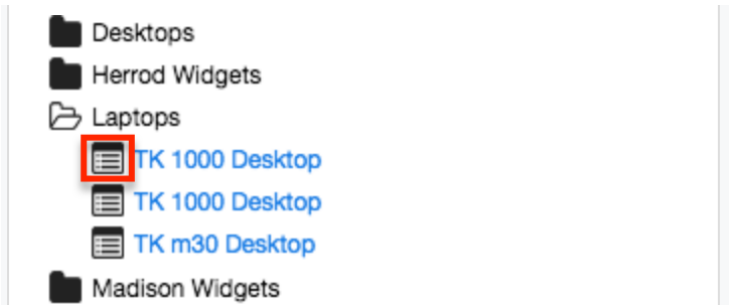 Desktops
Herrod Widgets
Laptops
TK 1000 Desktop
TK 1000 Desktop
TK m30 Desktop
Madison Widgets